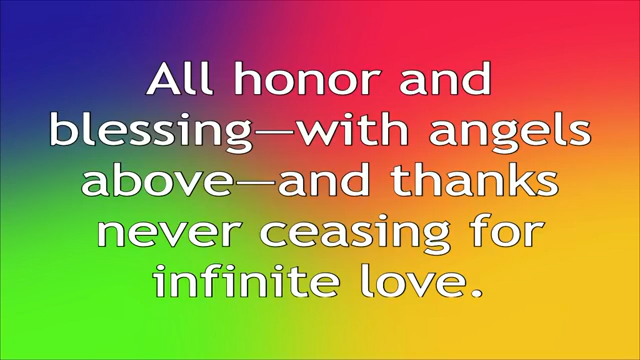 All honor and
blessing—with angels
above—and thanks
never ceasing for
infinite love.